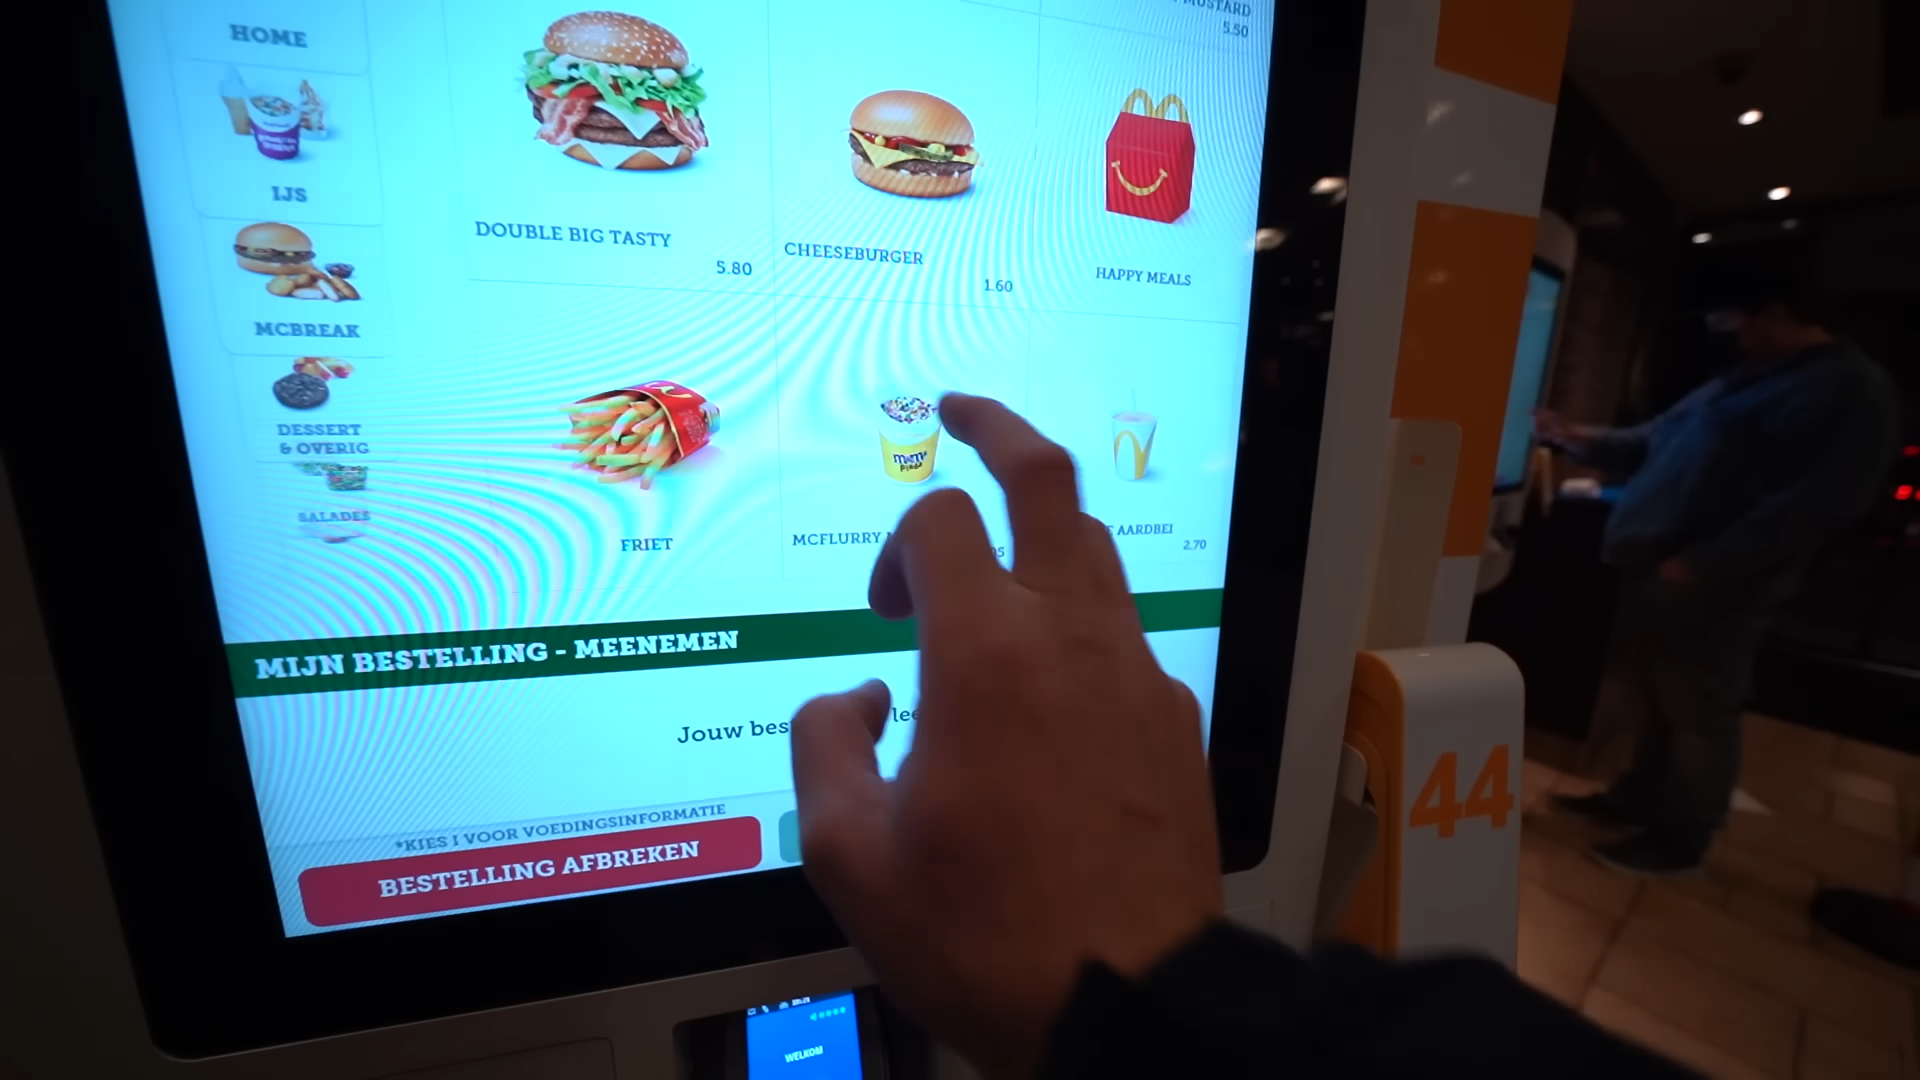 MUSTARD
5.50
HOME
IJS
MCBREAK
DESSERT
& OVERIG
SALADES
DOUBLE BIG TASTY
5.80
CHEESEBURGER
1.60
HAPPY MEALS
FRIET
MCFLURRY
AARDBEI
2.70
MIJN BESTELLING - MEENEMEN
Jouw
*KIES I VOOR VOEDINGSINFORMATIE
BESTELLING AFBREKEN
WELKOM
44